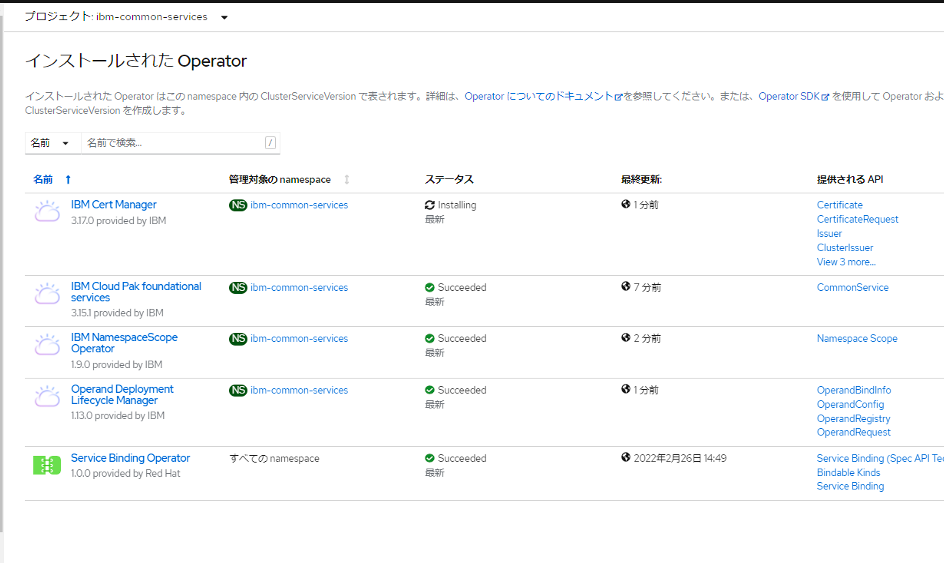 プロジェクト: ibm-common-services
インストールされた Operator
インストールされた Operator はこの namespace 内の ClusterServiceVersion で表されます。詳細は、Operator についてのドキュメントを参照してください。または、Operator SDK を使用して Operator およ
ClusterServiceVersion を作成します。
名前 名前で検索... /
名前 管理対象の namespace ステータス 最終更新: 提供される API
IBM Cert Manager
3.17.0 provided by IBM
NS ibm-common-services
Installing
最新
1 分前
Certificate
CertificateRequest
Issuer
ClusterIssuer
View 3 more...
IBM Cloud Pak foundational
services
3.15.1 provided by IBM
NS ibm-common-services
Succeeded
最新
7 分前
CommonService
IBM NamespaceScope
Operator
1.9.0 provided by IBM
NS ibm-common-services
Succeeded
最新
2 分前
Namespace Scope
Operand Deployment
Lifecycle Manager
1.13.0 provided by IBM
NS ibm-common-services
Succeeded
最新
1 分前
OperandBindInfo
OperandConfig
OperandRegistry
OperandRequest
Service Binding Operator
1.0.0 provided by Red Hat
すべての namespace
Succeeded
最新
2022年2月26日 14:49
Service Binding (Spec API Tec
Bindable Kinds
Service Binding